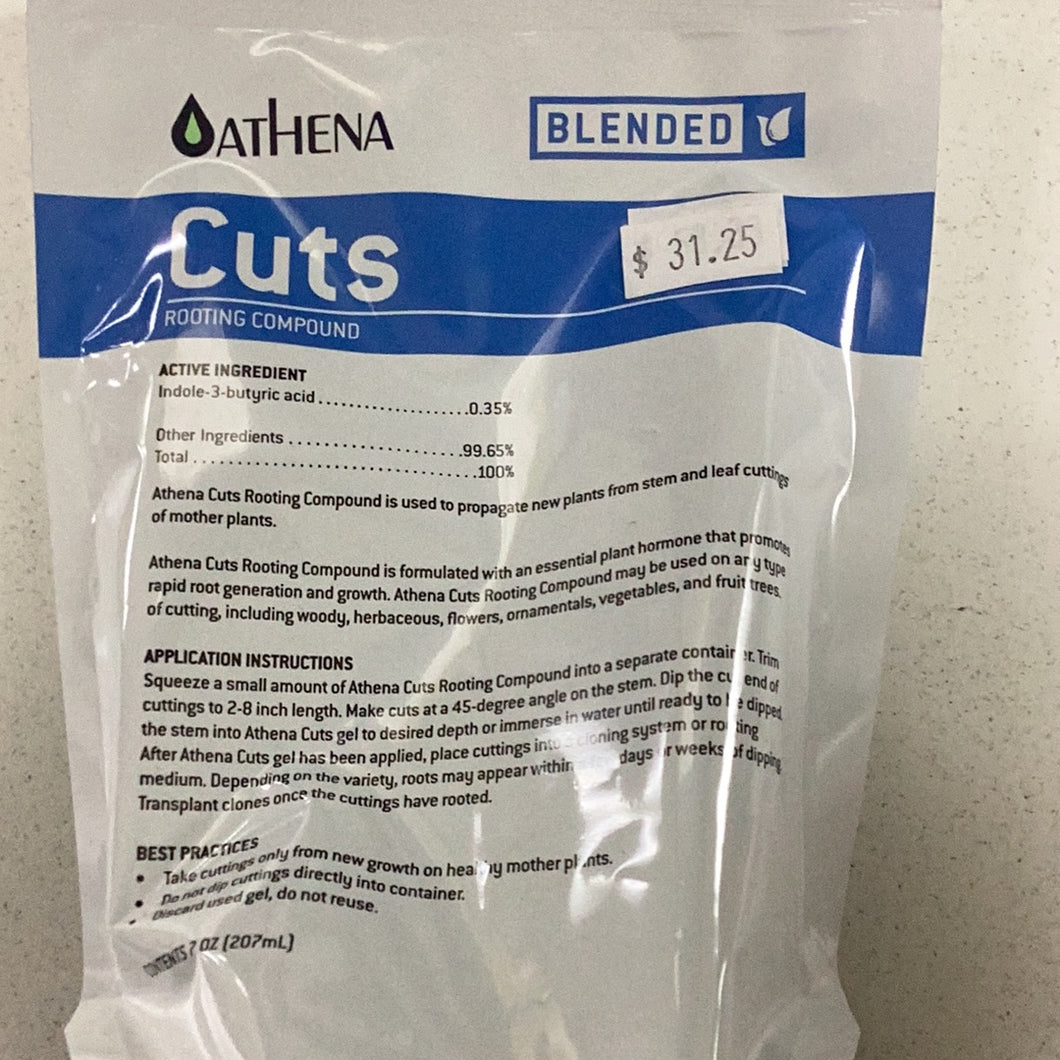 ATHENA
BLENDED
Cuts
$ 31.25
ROOTING COMPOUND
ACTIVE INGREDIENT
Indole-3-butyric acid....................0.35%
Other Ingredients....................99.65%
Total..............................100%
Athena Cuts Rooting Compound is used to propagate new plants from stem and leaf cuttings
of mother plants.
Athena Cuts Rooting Compound is formulated with an essential plant hormone that promotes
rapid root generation and growth. Athena Cuts Rooting Compound may be used on any type
of cutting, including woody, herbaceous, flowers, ornamentals, vegetables, and fruit trees.
APPLICATION INSTRUCTIONS
Squeeze a small amount of Athena Cuts Rooting Compound into a separate container. Trim
cuttings to 2-8 inch length. Make cuts at a 45-degree angle on the stem. Dip the cut end of
the stem into Athena Cuts gel to desired depth or immerse in water until ready to be dipped.
After Athena Cuts gel has been applied, place cuttings into a cloning system or rooting
medium. Depending on the variety, roots may appear within days or weeks of dipping.
Transplant clones once the cuttings have rooted.
BEST PRACTICES
• Take cuttings only from new growth on healthy mother plants.
• Do not dip cuttings directly into container.
• Discard used gel, do not reuse.
CONTENTS 7 OZ (207mL)